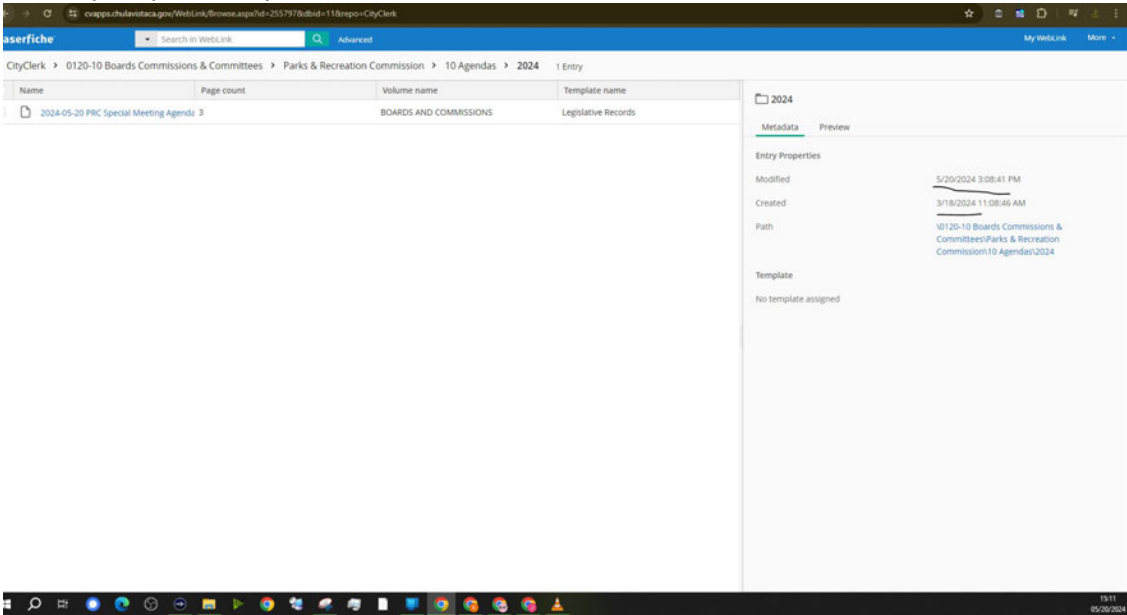 cvapps.chulavistaca.gov/WebLink/Browse.aspx?id=255797&dbid=11&repo=CityClerk
aserfiche Search in WebLink Advanced My WebLink More
CityClerk > 0120-10 Boards Commissions & Committees > Parks & Recreation Commission > 10 Agendas > 2024 1 Entry
Name Page count Volume name Template name
2024-05-20 PRC Special Meeting Agenda 3 BOARDS AND COMMISSIONS Legislative Records
2024
Metadata Preview
Entry Properties
Modified 5/20/2024 3:08:41 PM
Created 3/18/2024 11:08:46 AM
Path \0120-10 Boards Commissions &
Committees\Parks & Recreation
Commission\10 Agendas\2024
Template
No template assigned
15:11
05/20/2024